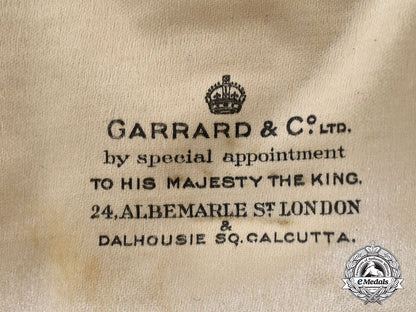 GARRARD & Co. LTD.
by special appointment
TO HIS MAJESTY THE KING.
24, ALBEMARLE ST. LONDON
&
DALHOUSIE SQ. CALCUTTA.
eMedals